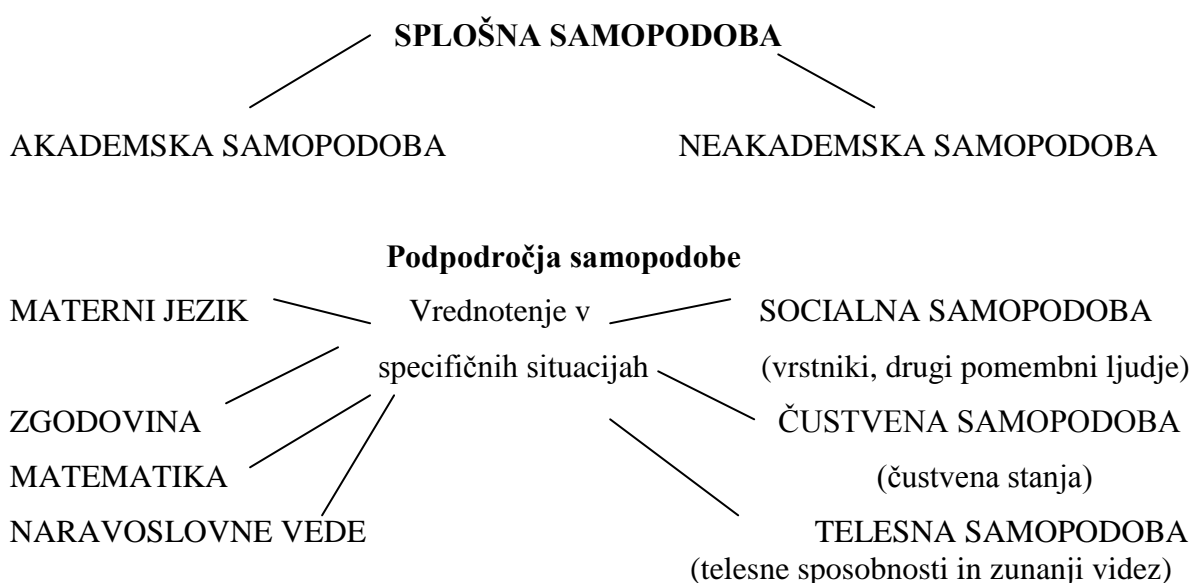 SPLOŠNA SAMOPODOBA
AKADEMSKA SAMOPODOBA NEAKADEMSKA SAMOPODOBA
Podpodročja samopodobe
MATERNI JEZIK Vrednotenje v SOCIALNA SAMOPODOBA
specifičnih situacijah (vrstniki, drugi pomembni ljudje)
ZGODOVINA ČUSTVENA SAMOPODOBA
MATEMATIKA (čustvena stanja)
NARAVOSLOVNE VEDE TELESNA SAMOPODOBA
(telesne sposobnosti in zunanji videz)